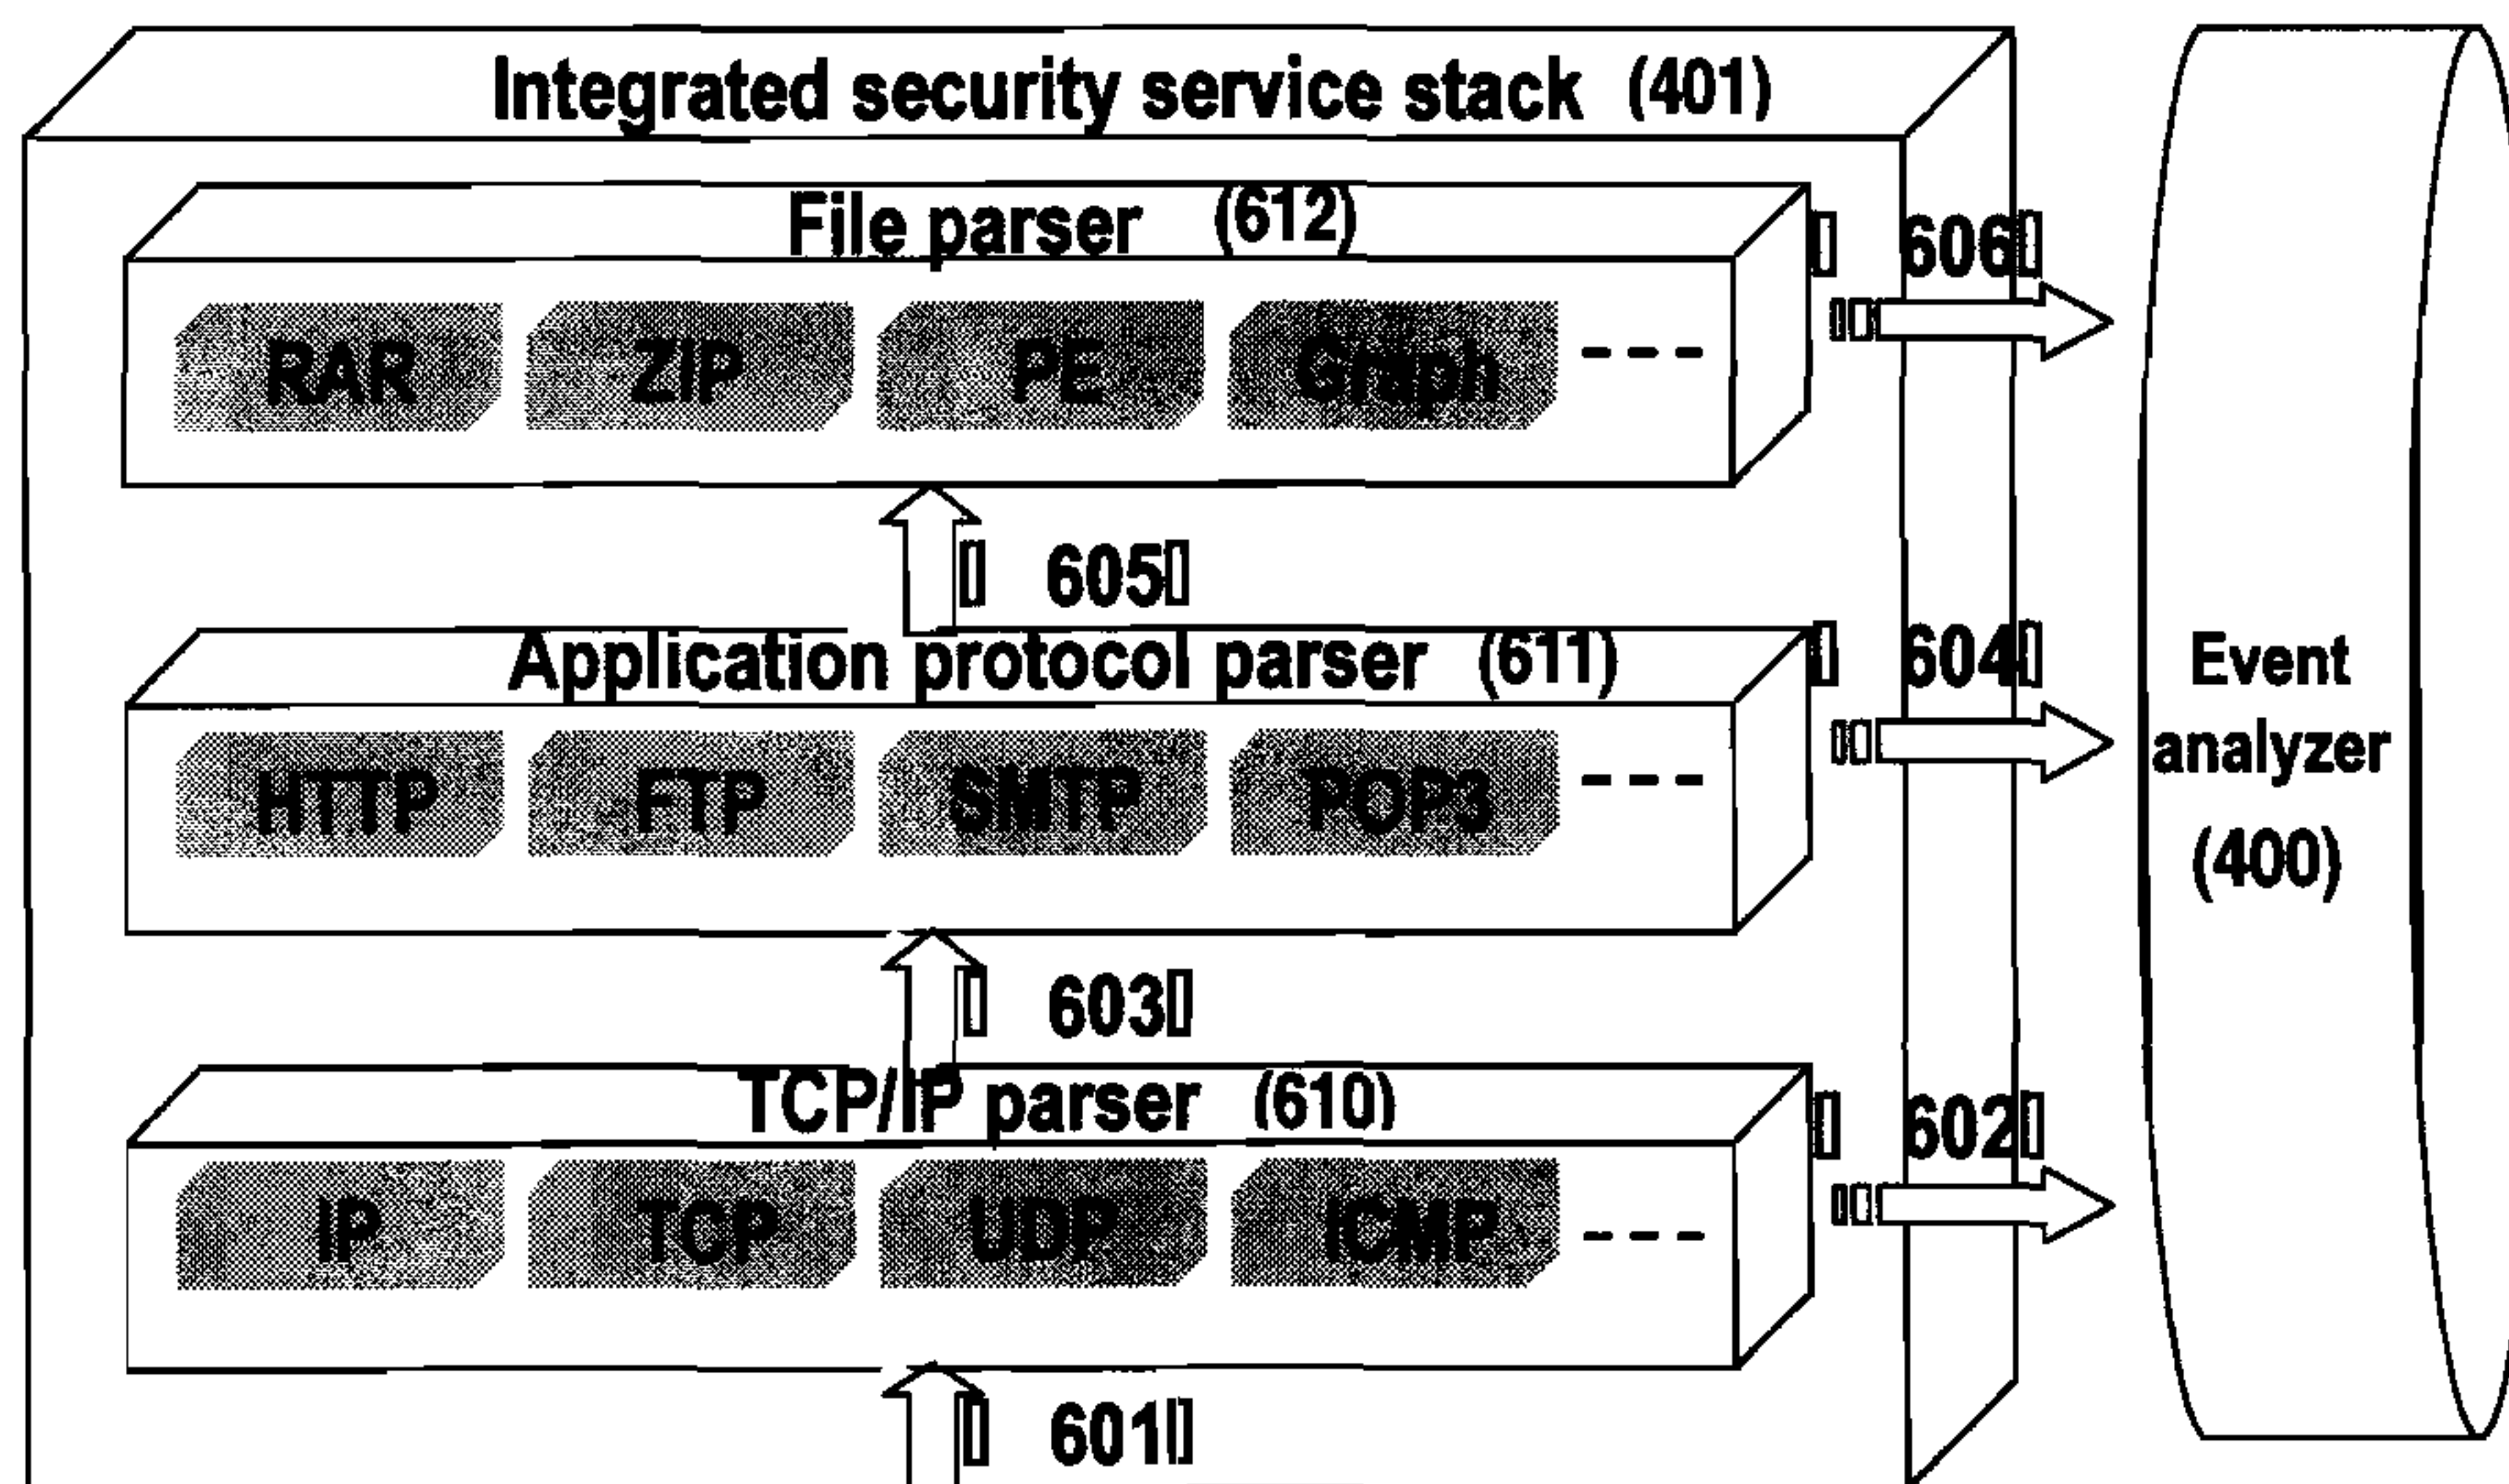 Integrated security service stack (401)
File parser (612)
606
RAR ZIP PE Graph ----
605
Application protocol parser (611)
604
HTTP FTP SMTP POP3 ----
603
TCP/IP parser (610)
602
IP TCP UDP ICMP ----
601
Event
analyzer
(400)